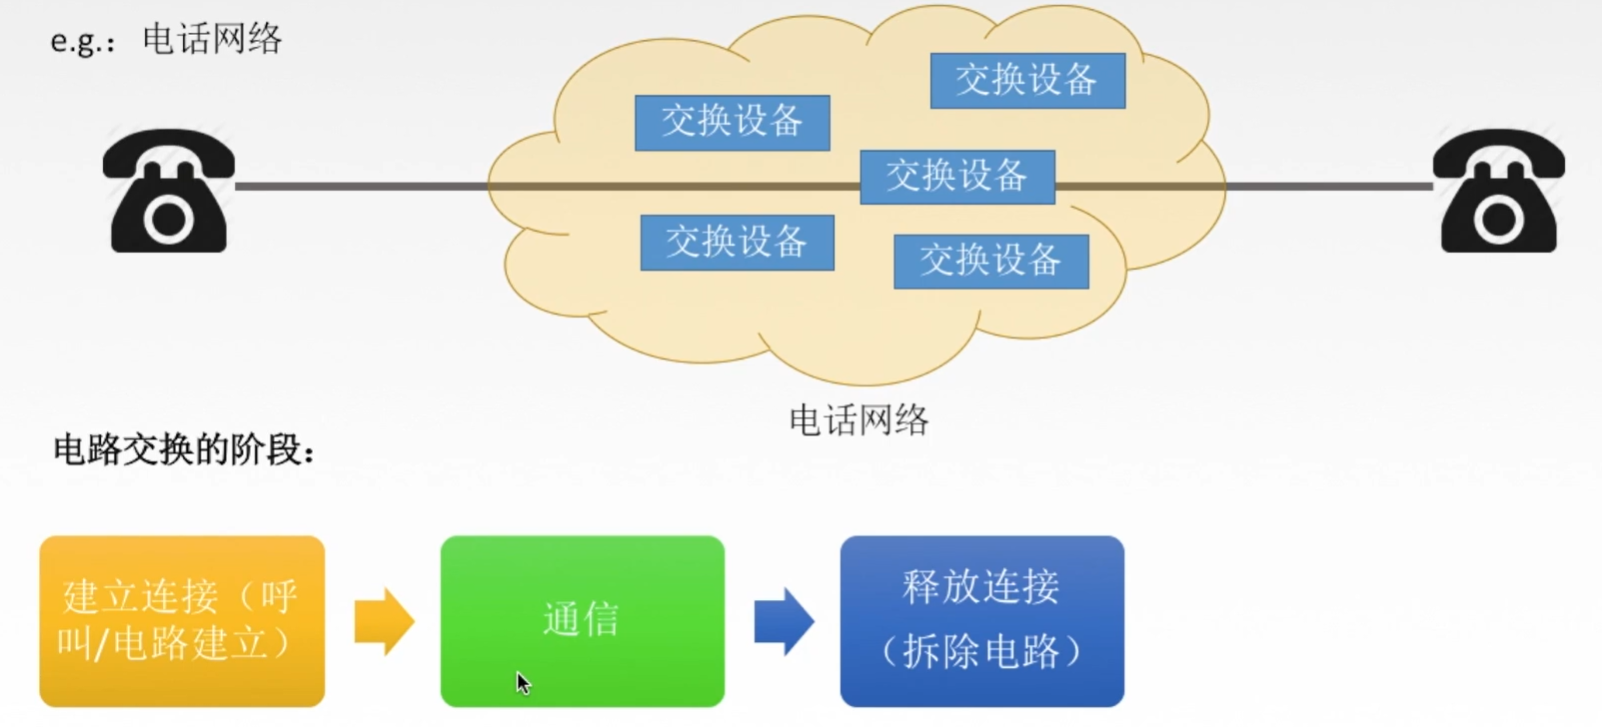 e.g.： 电话网络
交换设备
交换设备
交换设备
交换设备
交换设备
电话网络
电路交换的阶段：
建立连接（呼
叫/电路建立）
通信
释放连接
（拆除电路）